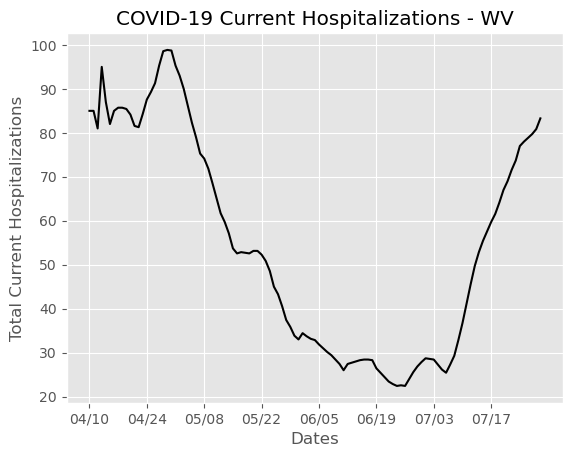 COVID-19 Current Hospitalizations - WV
Total Current Hospitalizations
100
90
80
70
60
50
40
30
20
04/10 04/24 05/08 05/22 06/05 06/19 07/03 07/17
Dates